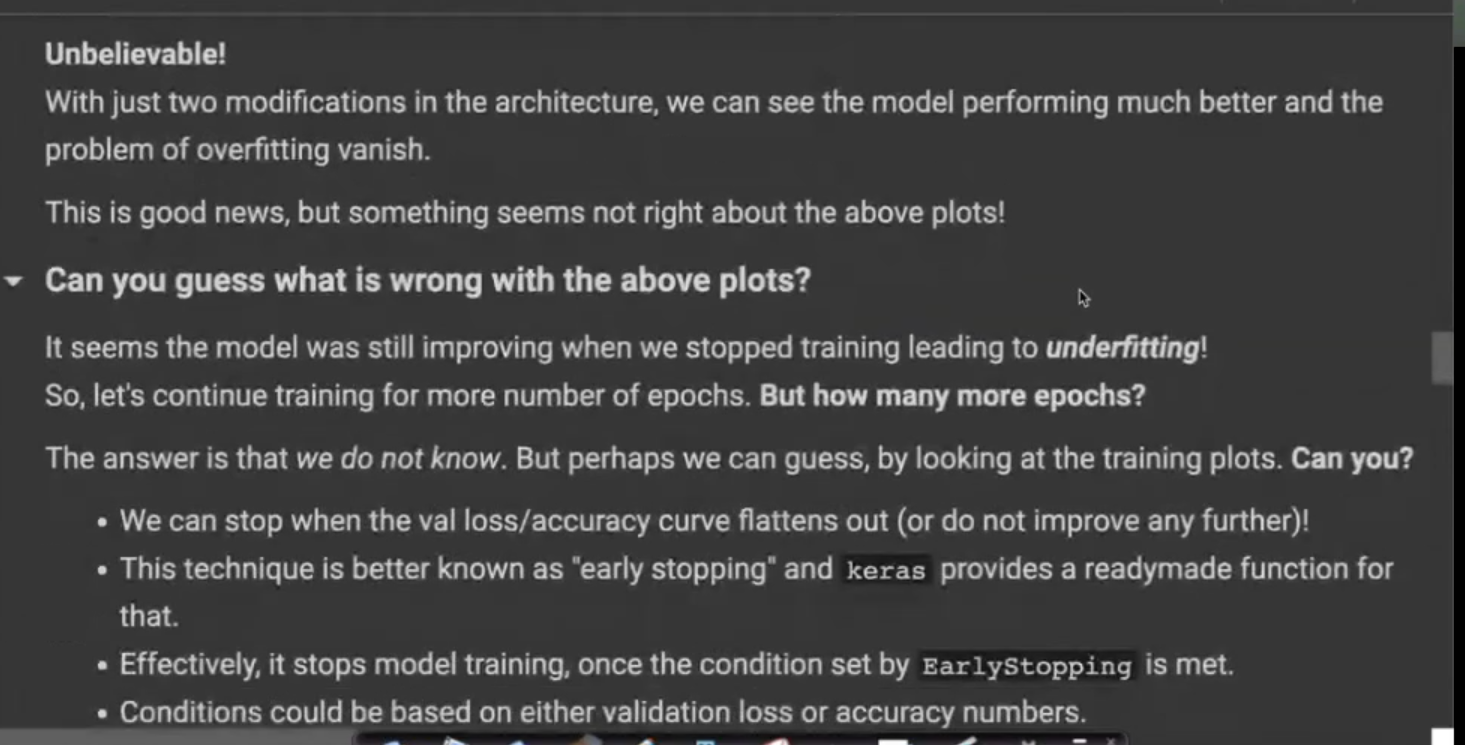 Unbelievable!
With just two modifications in the architecture, we can see the model performing much better and the
problem of overfitting vanish.
This is good news, but something seems not right about the above plots!
Can you guess what is wrong with the above plots?
It seems the model was still improving when we stopped training leading to underfitting!
So, let's continue training for more number of epochs. But how many more epochs?
The answer is that we do not know. But perhaps we can guess, by looking at the training plots. Can you?
• We can stop when the val loss/accuracy curve flattens out (or do not improve any further)!
• This technique is better known as "early stopping" and keras provides a readymade function for
that.
• Effectively, it stops model training, once the condition set by EarlyStopping is met.
• Conditions could be based on either validation loss or accuracy numbers.